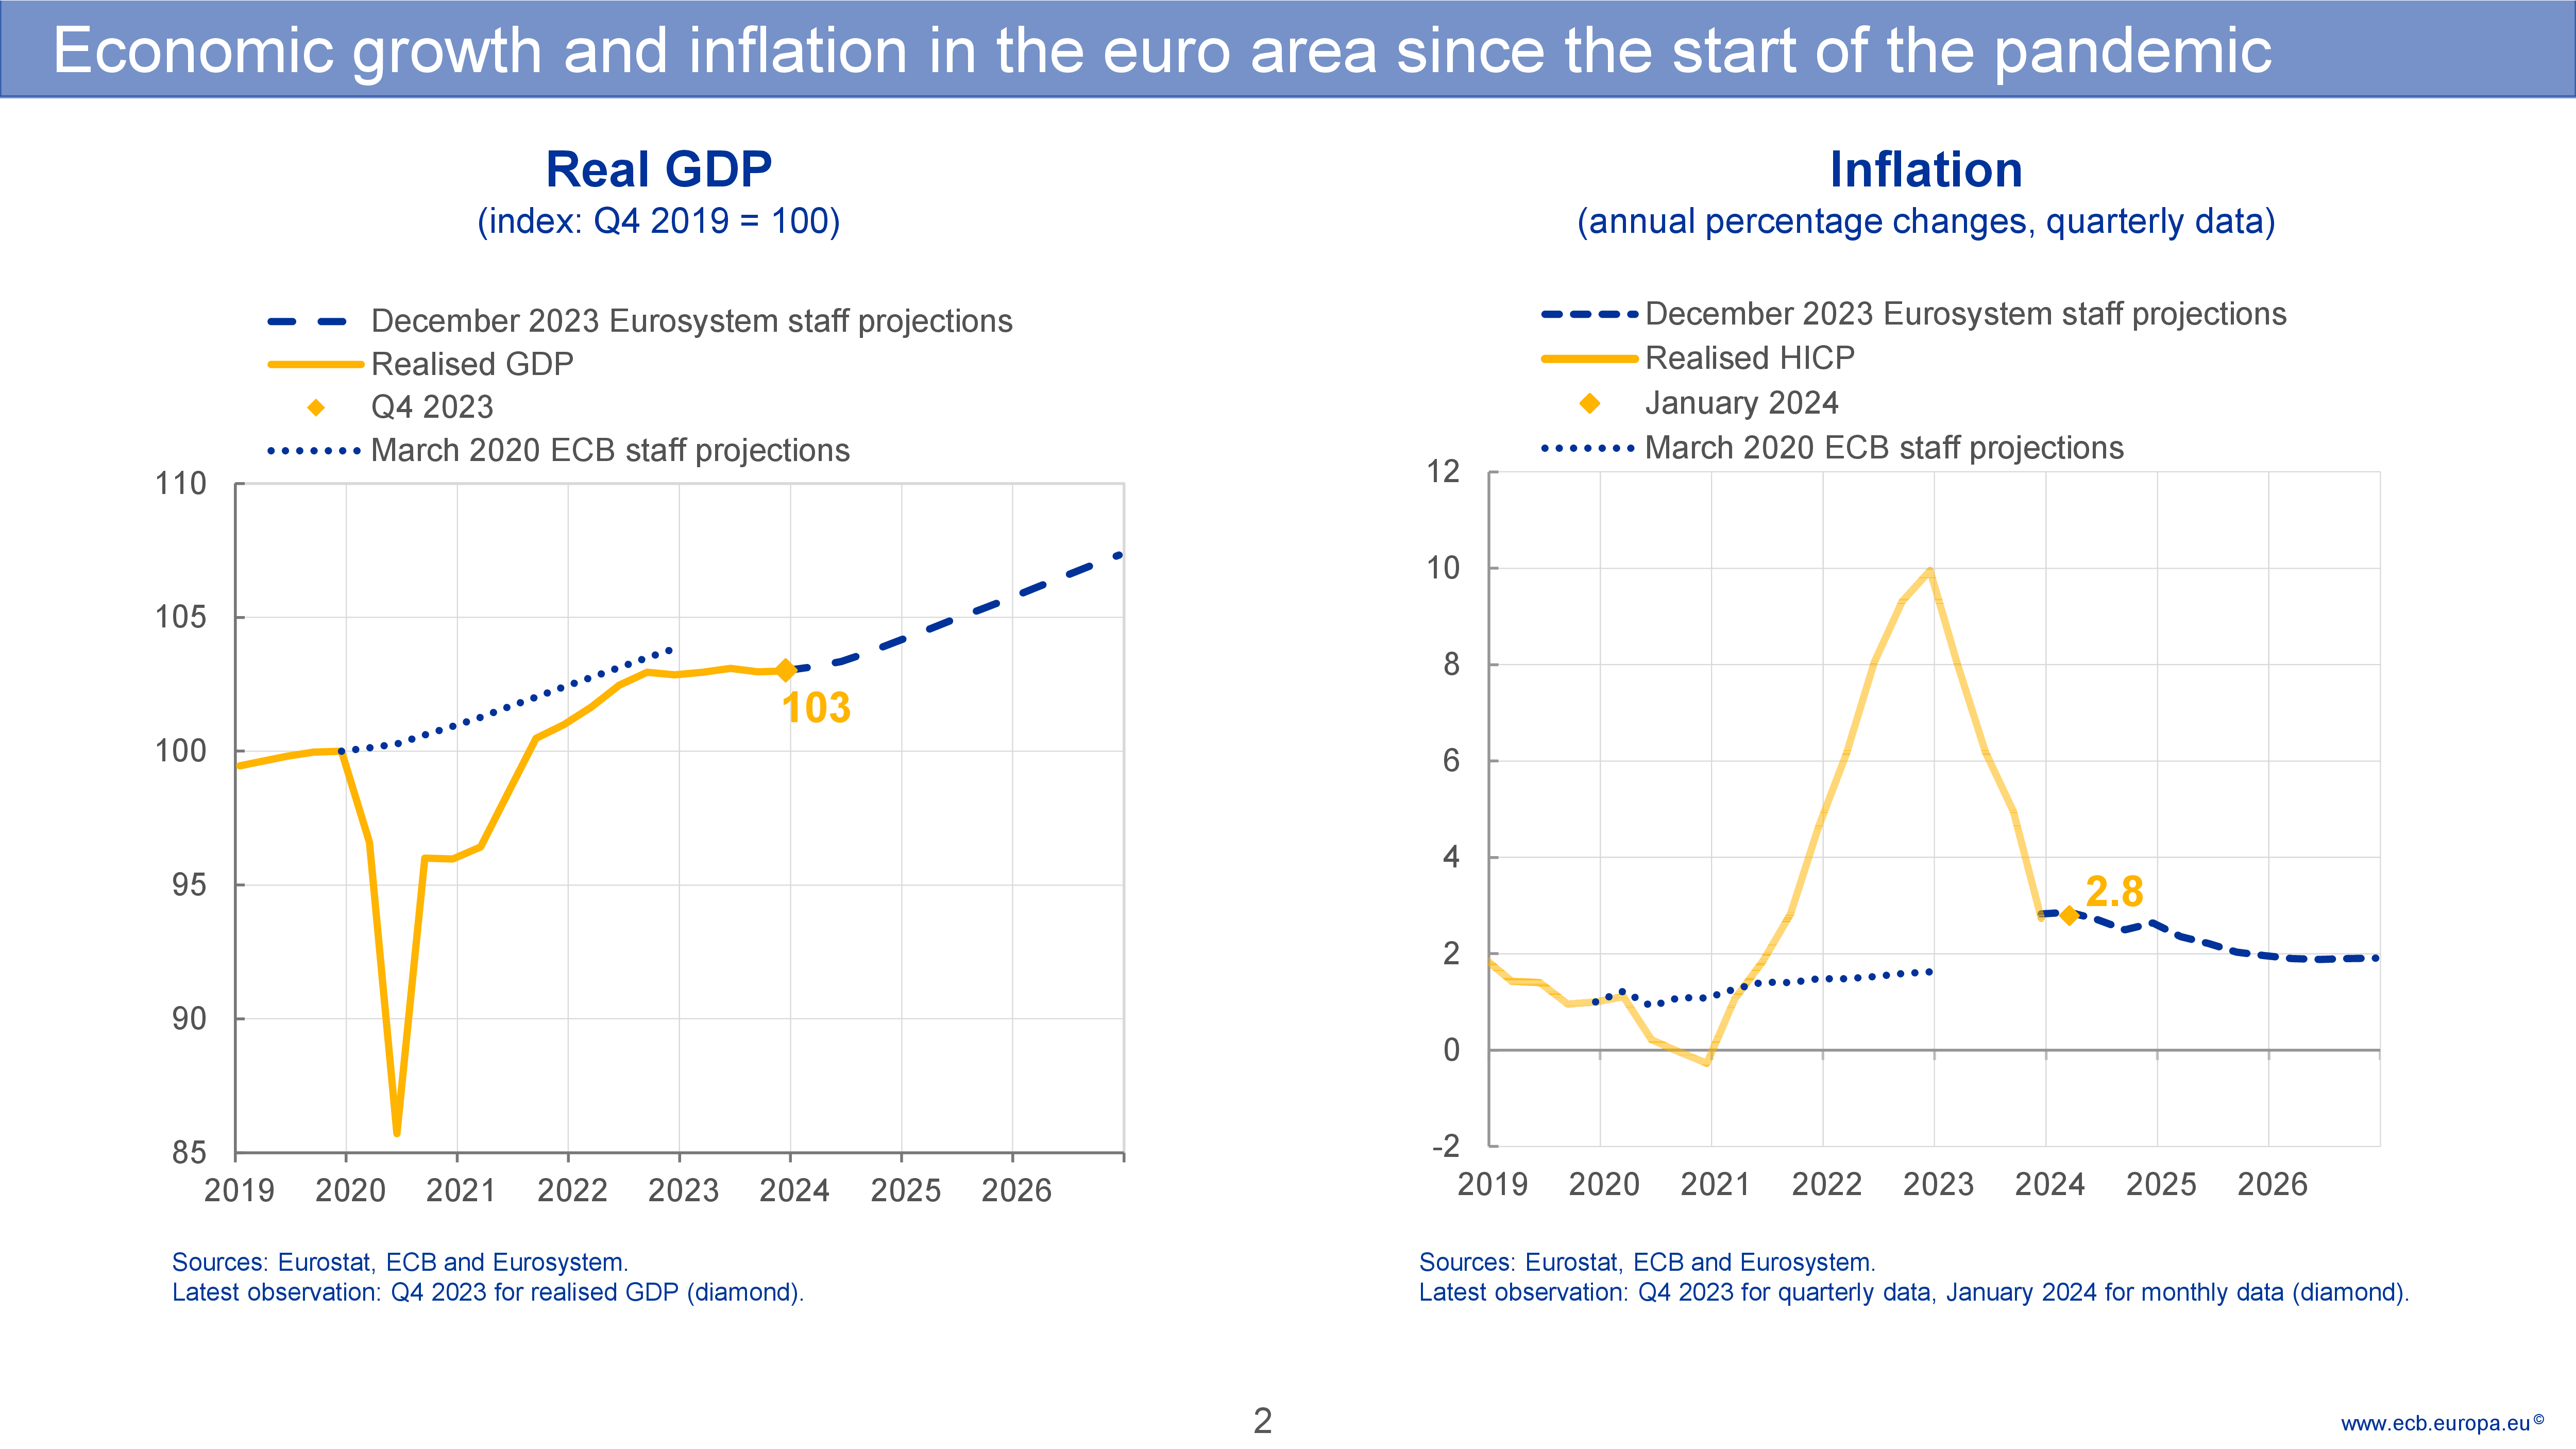 Economic growth and inflation in the euro area since the start of the pandemic
Real GDP
(index: Q4 2019 = 100)
December 2023 Eurosystem staff projections
Realised GDP
Q4 2023
March 2020 ECB staff projections
110
105
100
95
90
85
103
2019 2020 2021 2022 2023 2024 2025 2026
Sources: Eurostat, ECB and Eurosystem.
Latest observation: Q4 2023 for realised GDP (diamond).
Inflation
(annual percentage changes, quarterly data)
December 2023 Eurosystem staff projections
Realised HICP
January 2024
March 2020 ECB staff projections
12
10
8
6
4
2
0
-2
2.8
2019 2020 2021 2022 2023 2024 2025 2026
Sources: Eurostat, ECB and Eurosystem.
Latest observation: Q4 2023 for quarterly data, January 2024 for monthly data (diamond).
2
www.ecb.europa.eu©